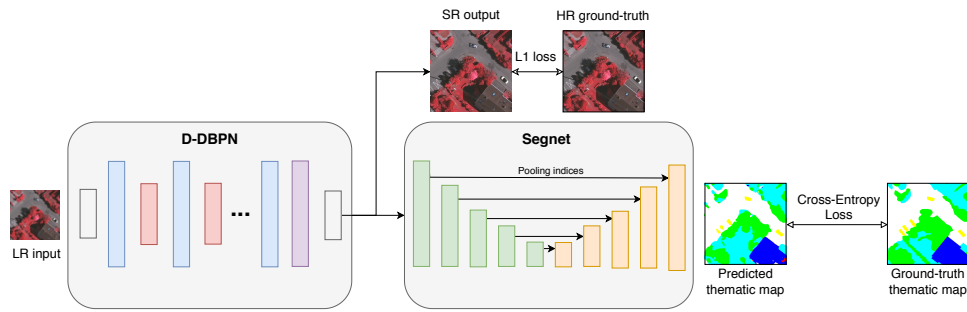 SR output
HR ground-truth
L1 loss
D-DBPN
Segnet
Pooling indices
...
LR input
Cross-Entropy
Loss
Predicted
thematic map
Ground-truth
thematic map